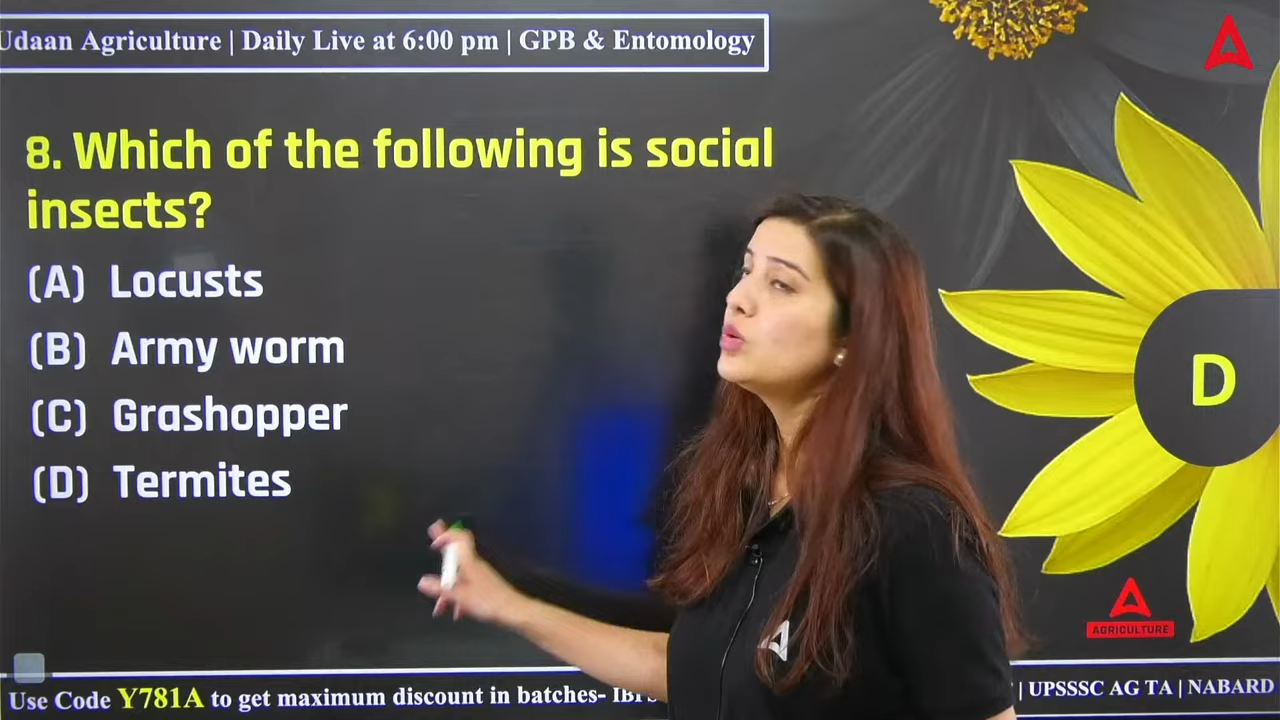 Udaan Agriculture | Daily Live at 6:00 pm | GPB & Entomology
8. Which of the following is social
insects?
(A) Locusts
(B) Army worm
(C) Grashopper
(D) Termites
D
AGRICULTURE
Use Code Y781A to get maximum discount in batches- | UPSSSC AG TA | NABARD